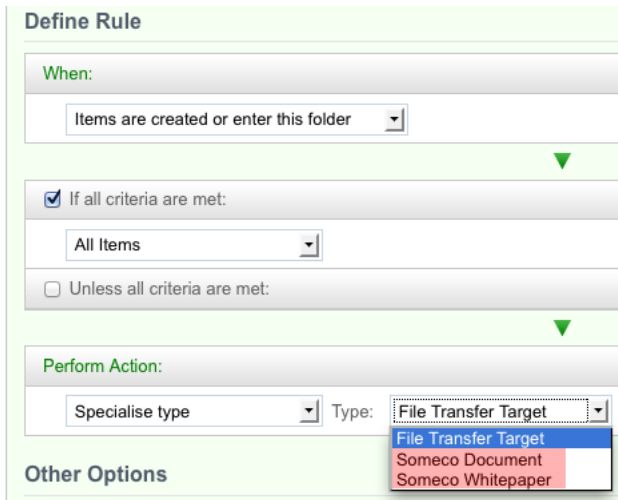 Define Rule
When:
Items are created or enter this folder
If all criteria are met:
All Items
Unless all criteria are met:
Perform Action:
Specialise type Type: File Transfer Target
File Transfer Target
Someco Document
Someco Whitepaper
Other Options